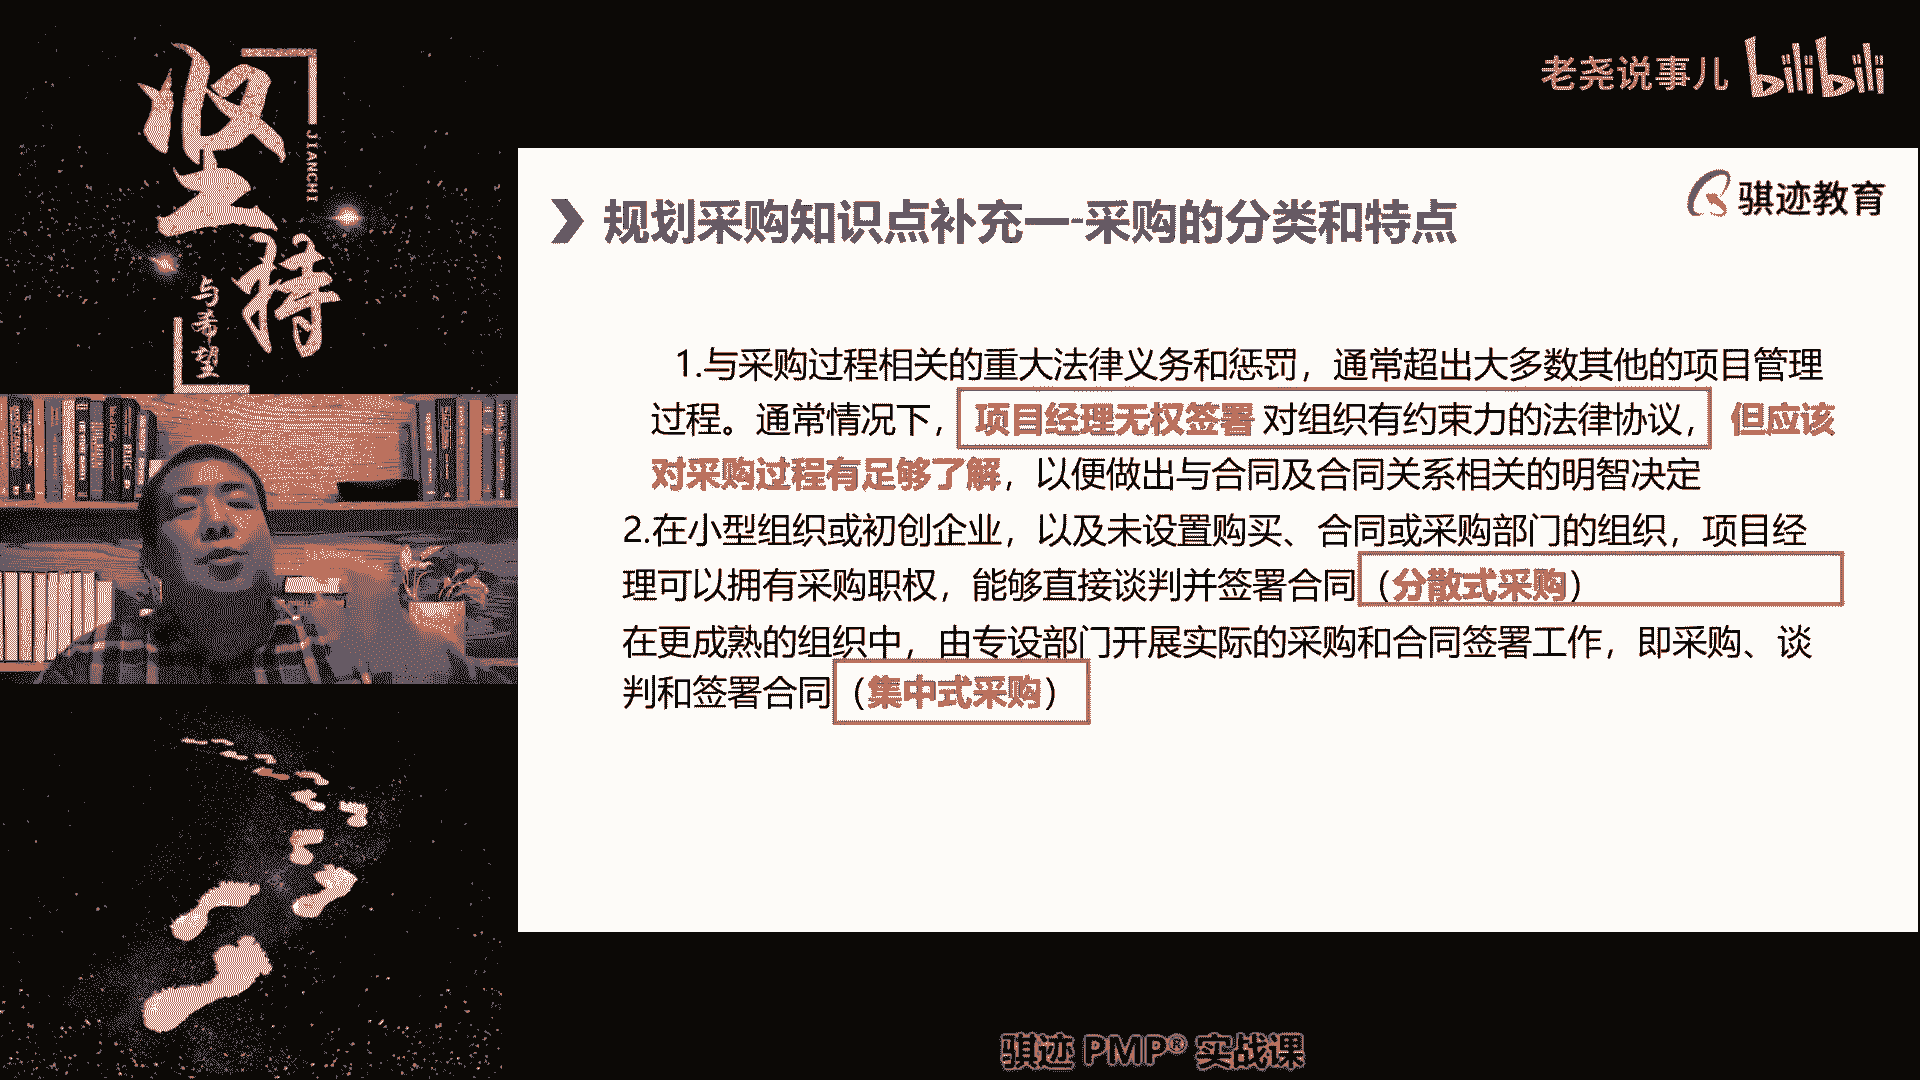 坚持
JIANCHI
与希望
老尧说事儿 bilibili
骐迹教育
规划采购知识点补充一-采购的分类和特点
1.与采购过程相关的重大法律义务和惩罚，通常超出大多数其他的项目管理
过程。通常情况下，项目经理无权签署 对组织有约束力的法律协议，但应该
对采购过程有足够了解，以便做出与合同及合同关系相关的明智决定
2.在小型组织或初创企业，以及未设置购买、合同或采购部门的组织，项目经
理可以拥有采购职权，能够直接谈判并签署合同（分散式采购）
在更成熟的组织中，由专设部门开展实际的采购和合同签署工作，即采购、谈
判和签署合同（集中式采购）
骐迹 PMP® 实战课